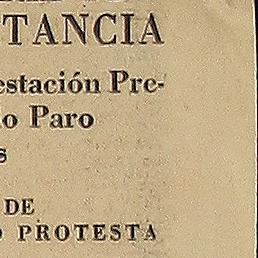 TANCIA
estación Pre-
o Paro
s
DE
O PROTESTA